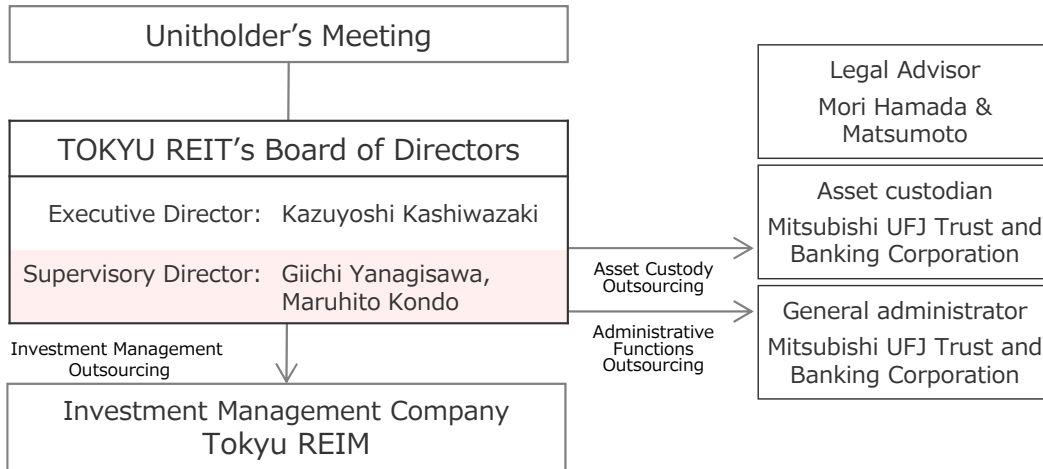 Unitholder’s Meeting
TOKYU REIT’s Board of Directors
Executive Director: Kazuyoshi Kashiwazaki
Supervisory Director: Giichi Yanagisawa,
Maruhito Kondo
Investment Management
Outsourcing
Investment Management Company
Tokyu REIM
Asset Custody
Outsourcing
Administrative
Functions
Outsourcing
Legal Advisor
Mori Hamada &
Matsumoto
Asset custodian
Mitsubishi UFJ Trust and
Banking Corporation
General administrator
Mitsubishi UFJ Trust and
Banking Corporation